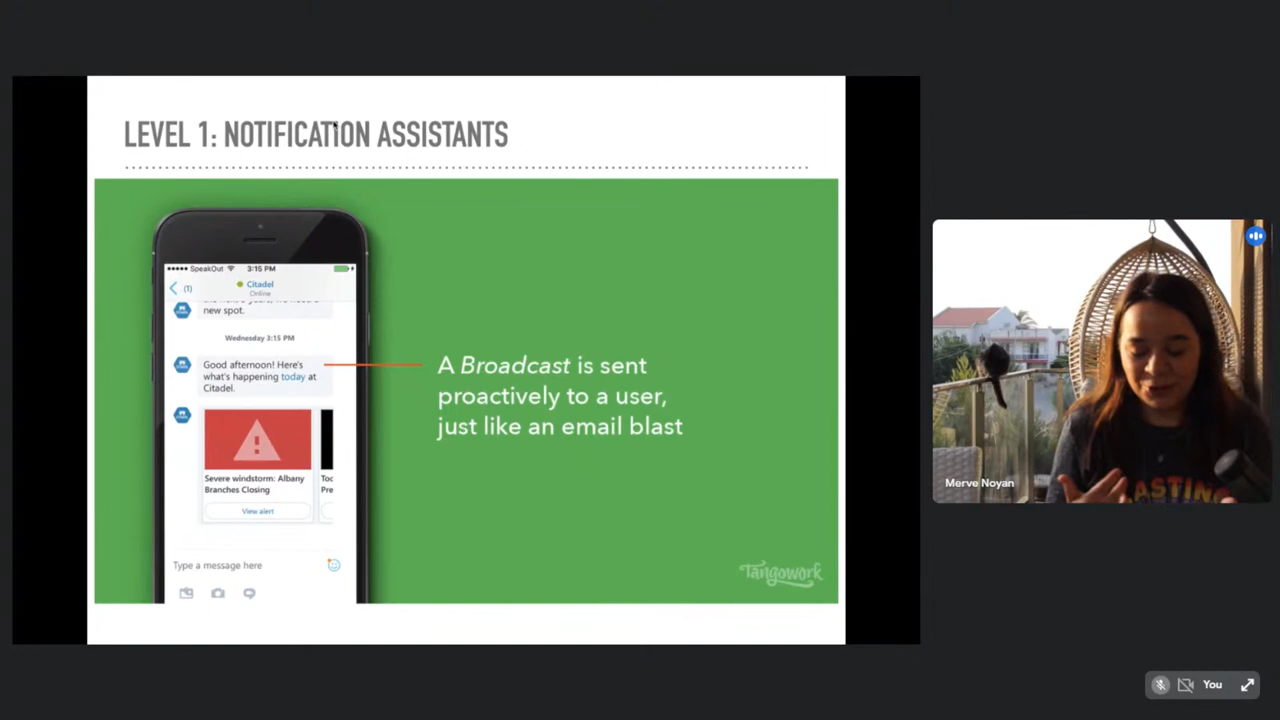 LEVEL 1: NOTIFICATION ASSISTANTS
SpeakOut
3:15 PM
(1)
Citadel
Online
new spot.
Wednesday 3:15 PM
Good afternoon! Here's
what's happening today at
Citadel.
Severe windstorm: Albany
Branches Closing
View alert
Type a message here
A Broadcast is sent
proactively to a user,
just like an email blast
Tangowork
Merve Noyan
You